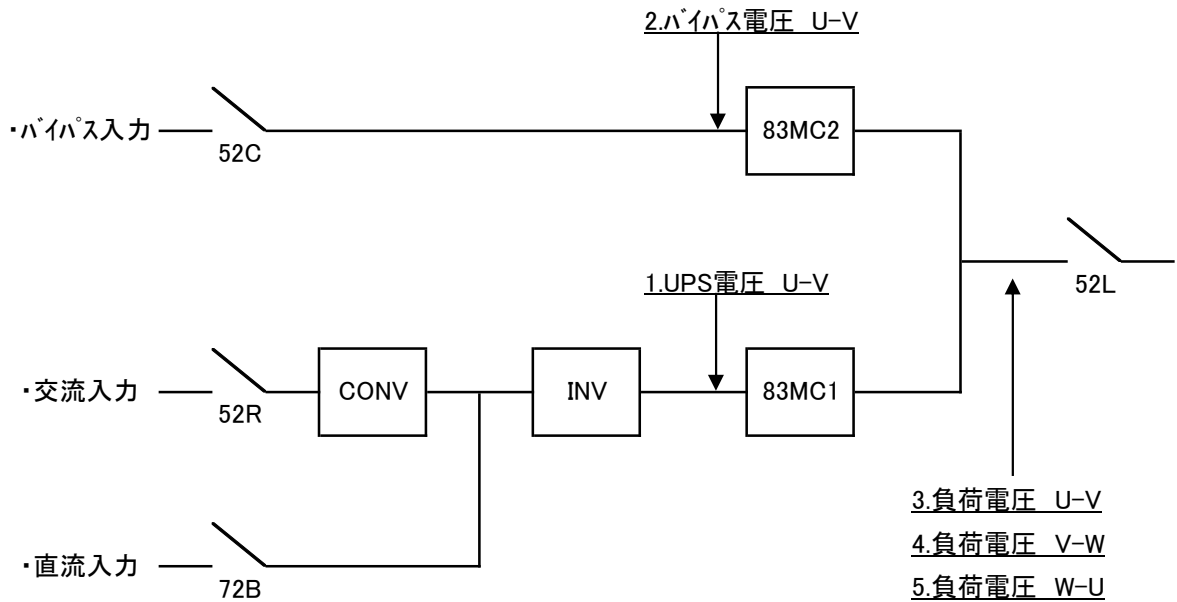 2.ﾊﾞｲﾊﾟｽ電圧 U-V
・ﾊﾞｲﾊﾟｽ入力
52C
83MC2
52L
1.UPS電圧 U-V
・交流入力
52R
CONV
INV
83MC1
3.負荷電圧 U-V
4.負荷電圧 V-W
5.負荷電圧 W-U
・直流入力
72B